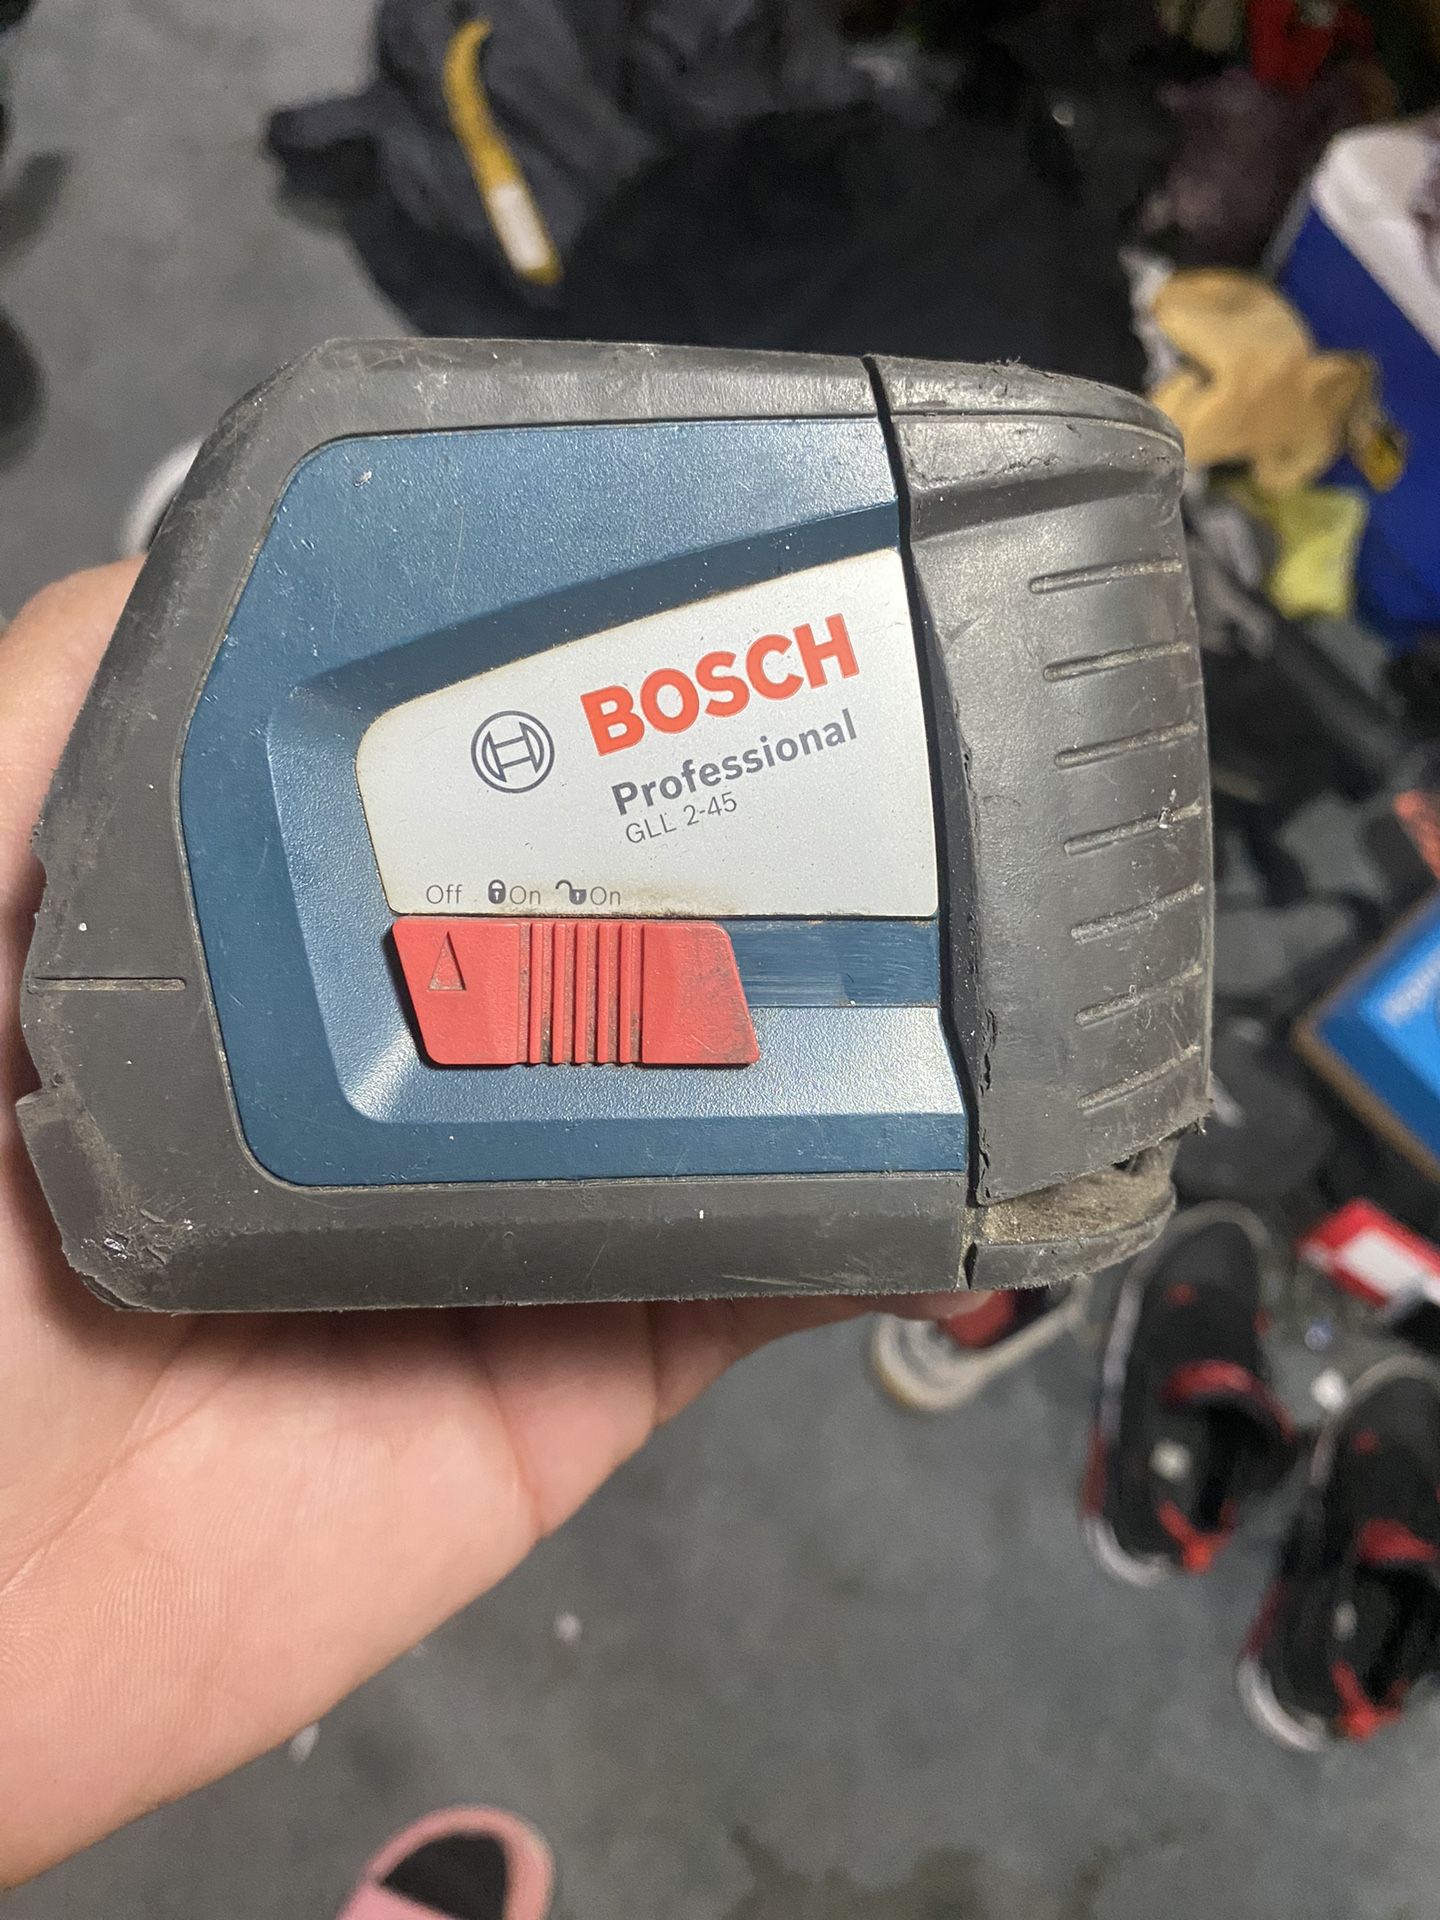 BOSCH
Professional
GLL 2-45
Off On On